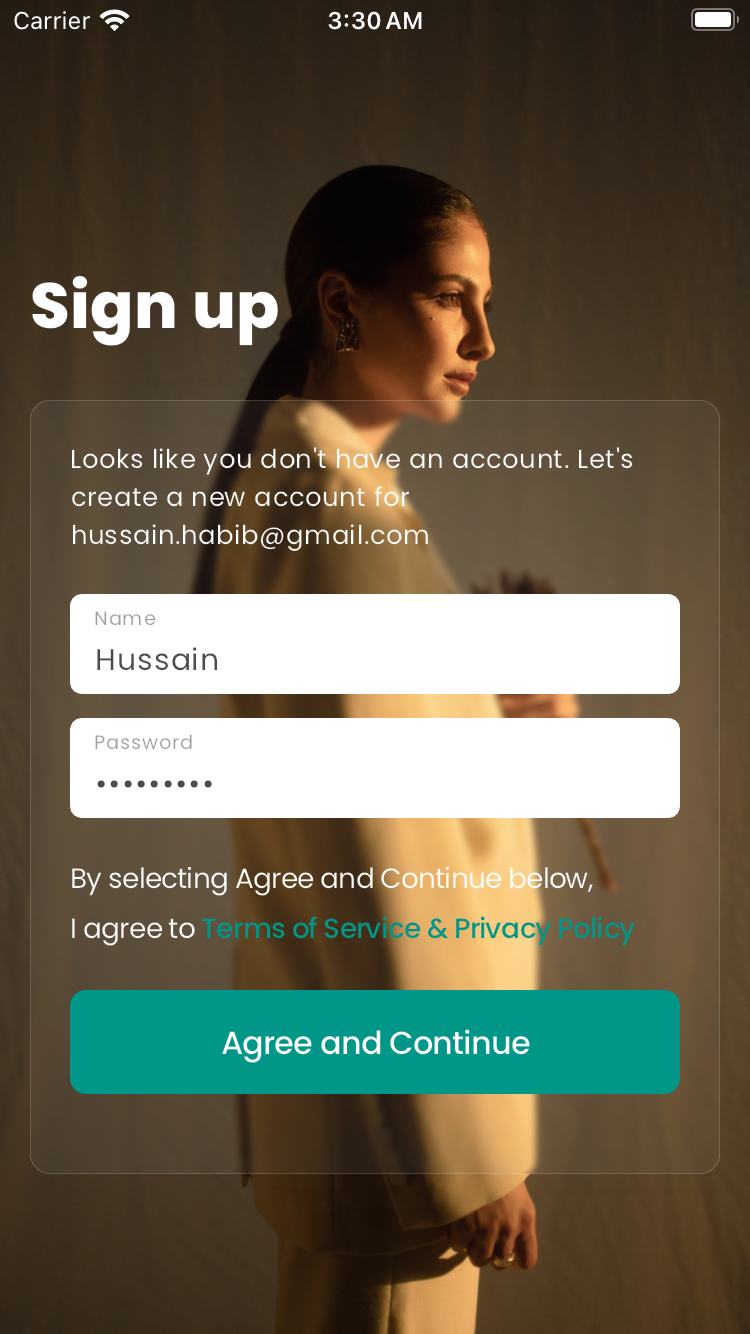 Carrier 3:30 AM
Sign up
Looks like you don't have an account. Let's
create a new account for
hussain.habib@gmail.com
Name
Hussain
Password
•••••••••
By selecting Agree and Continue below,
I agree to Terms of Service & Privacy Policy
Agree and Continue